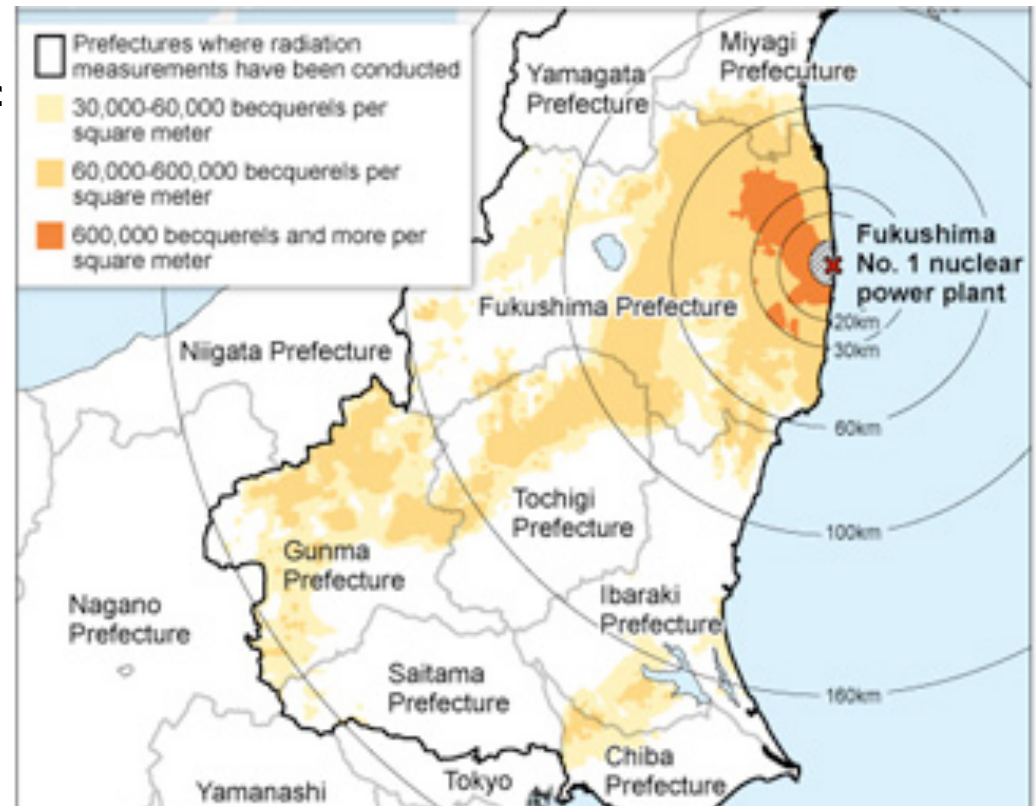 Prefectures where radiation
measurements have been conducted
30,000-60,000 becquerels per
square meter
60,000-600,000 becquerels per
square meter
600,000 becquerels and more per
square meter
Miyagi
Prefecuture
Yamagata
Prefecture
Fukushima
No. 1 nuclear
power plant
Fukushima Prefecture
20km
30km
Niigata Prefecture
60km
Tochigi
Prefecture
100km
Gunma
Prefecture
Ibaraki
Prefecture
Nagano
Prefecture
Saitama
Prefecture
160km
Chiba
Prefecture
Tokyo
Yamanashi